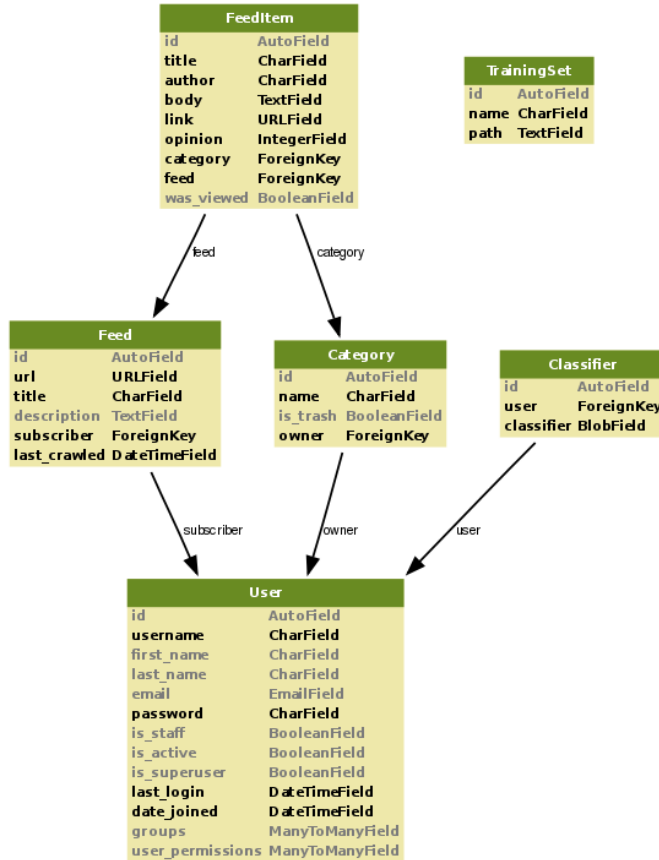 FeedItem
id AutoField
title CharField
author CharField
body TextField
link URLField
opinion IntegerField
category ForeignKey
feed ForeignKey
was_viewed BooleanField
TrainingSet
id AutoField
name CharField
path TextField
feed
category
Feed
id AutoField
url URLField
title CharField
description TextField
subscriber ForeignKey
last_crawled DateTimeField
Category
id AutoField
name CharField
is_trash BooleanField
owner ForeignKey
Classifier
id AutoField
user ForeignKey
classifier BlobField
subscriber
owner
user
User
id AutoField
username CharField
first_name CharField
last_name CharField
email EmailField
password CharField
is_staff BooleanField
is_active BooleanField
is_superuser BooleanField
last_login DateTimeField
date_joined DateTimeField
groups ManyToManyField
user_permissions ManyToManyField